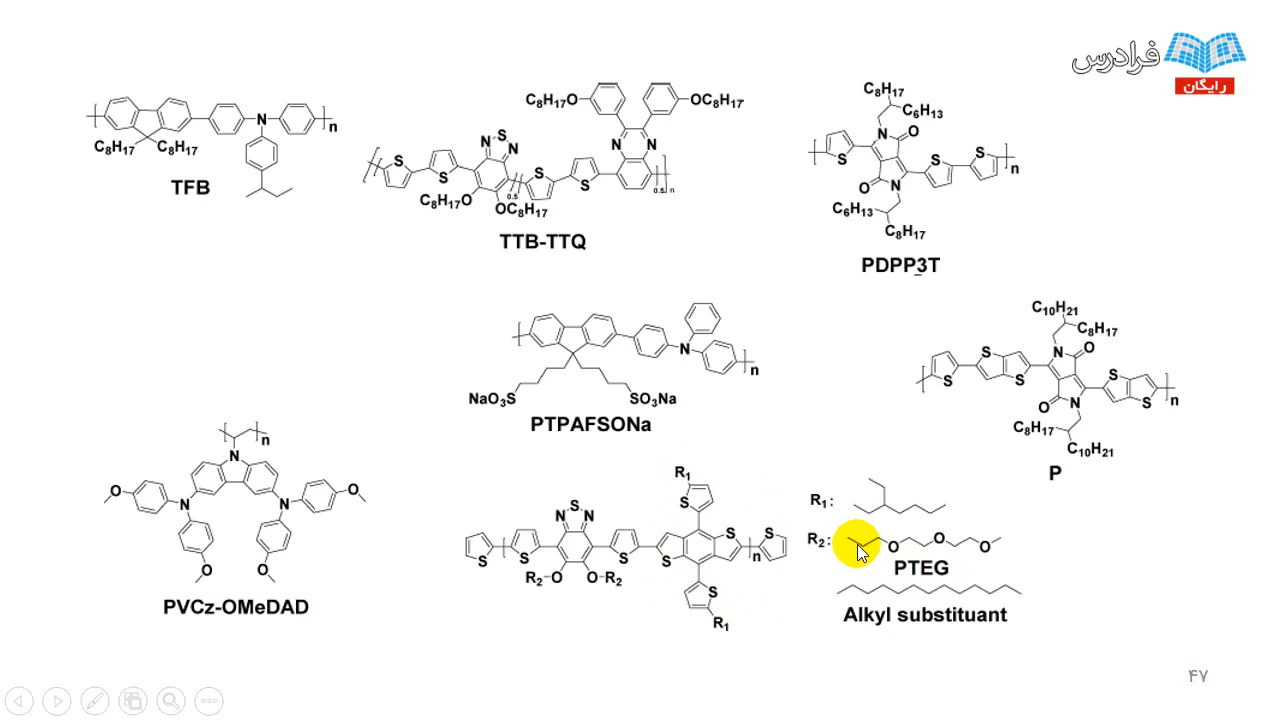 فرادرس
رایگان
C8H17
C6H13
N
O
S
S
S
O
N
n
C6H13
C8H17
PDPP3T
C8H17O
OC8H17
N
S
N
N
N
S
S
S
S
0.5
0.5
n
C8H17O
OC8H17
TTB-TTQ
N
n
C8H17
C8H17
TFB
N
n
NaO3S
SO3Na
PTPAFSONa
C10H21
C8H17
N
O
S
S
S
S
S
O
N
n
C8H17
C10H21
P
n
N
O
N
N
O
O
O
PVCz-OMeDAD
R1
S
N
S
N
S
S
S
S
S
S
n
R2-O
O-R2
S
R1
R1:
R2:
O
O
O
PTEG
Alkyl substituant
۴۷